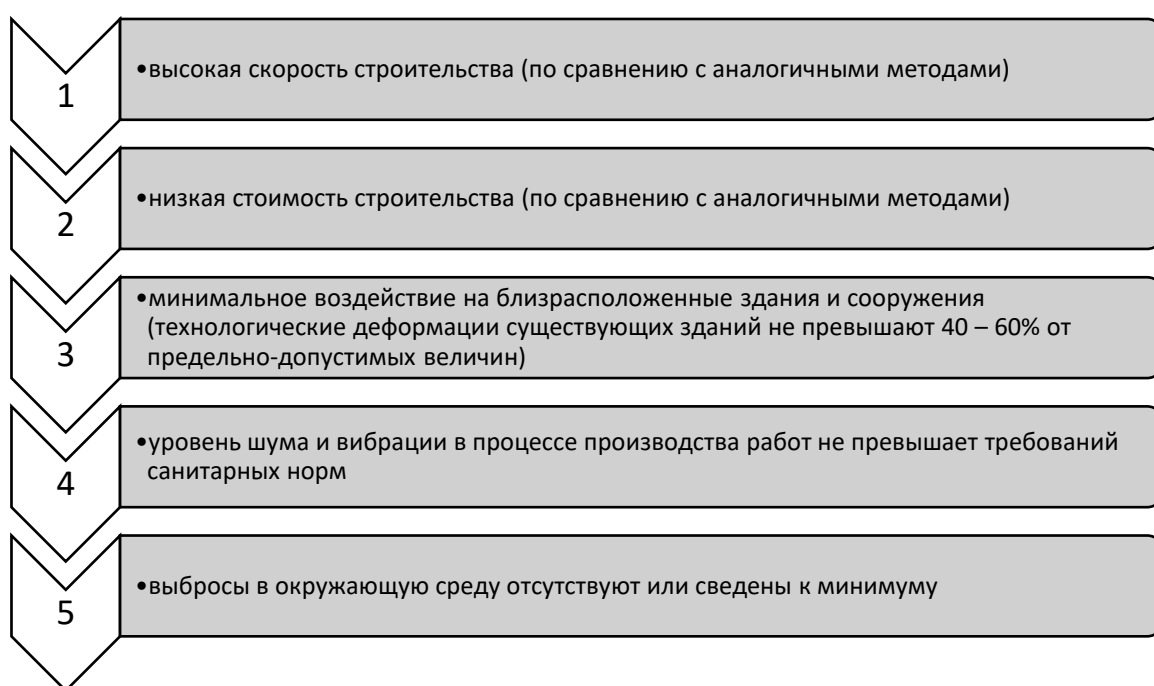 1
•высокая скорость строительства (по сравнению с аналогичными методами)
2
•низкая стоимость строительства (по сравнению с аналогичными методами)
3
•минимальное воздействие на близрасположенные здания и сооружения
(технологические деформации существующих зданий не превышают 40 – 60% от
предельно-допустимых величин)
4
•уровень шума и вибрации в процессе производства работ не превышает требований
санитарных норм
5
•выбросы в окружающую среду отсутствуют или сведены к минимуму